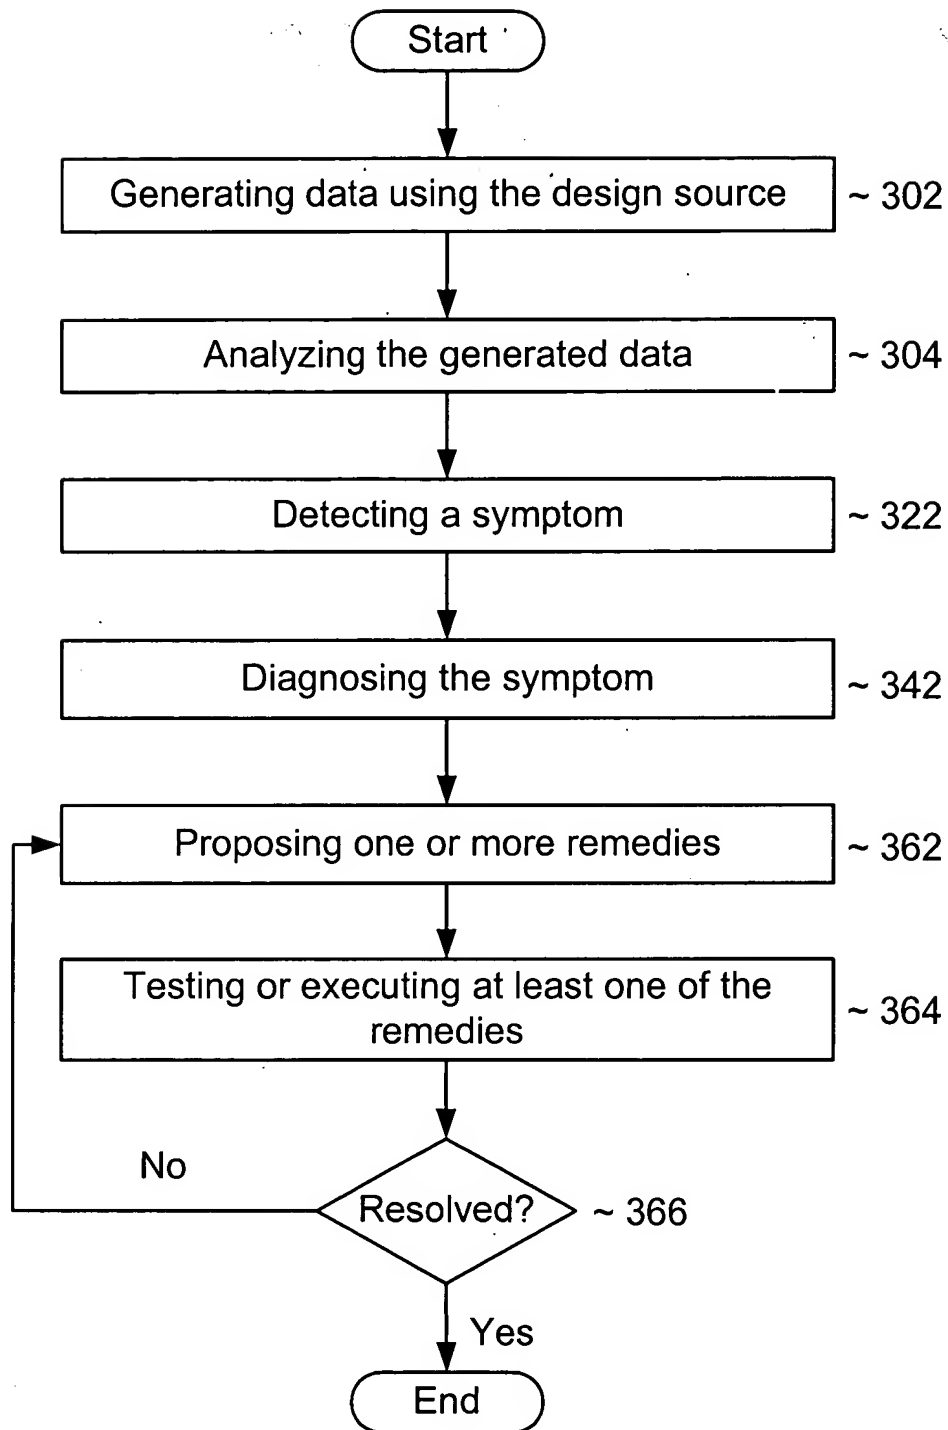 Start
Generating data using the design source
~ 302
Analyzing the generated data
~ 304
Detecting a symptom
~ 322
Diagnosing the symptom
~ 342
Proposing one or more remedies
~ 362
Testing or executing at least one of the
remedies
~ 364
No
Resolved?
~ 366
Yes
End